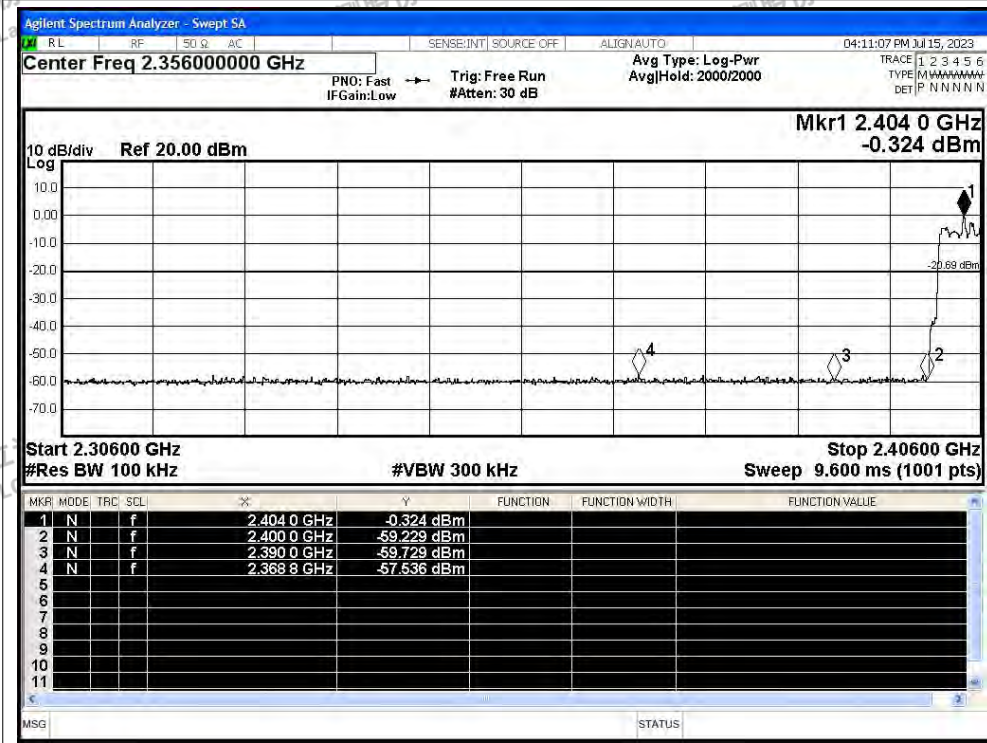 Agilent Spectrum Analyzer - Swept SA
RL RF 50 Ω AC SENSE:INT SOURCE OFF ALIGNAUTO 04:11:07 PM Jul 15, 2023
Center Freq 2.356000000 GHz
PNO: Fast
IFGain:Low
Trig: Free Run
#Atten: 30 dB
Avg Type: Log-Pwr
Avg|Hold: 2000/2000
TRACE 1 2 3 4 5 6
TYPE M
DET P N N N N N
Mkr1 2.404 0 GHz
-0.324 dBm
10 dB/div Ref 20.00 dBm
Log
10.0
0.00
-10.0
-20.0
-30.0
-40.0
-50.0
-60.0
-70.0
1
-20.69 dBm
4
3
2
Start 2.30600 GHz Stop 2.40600 GHz
#Res BW 100 kHz #VBW 300 kHz Sweep 9.600 ms (1001 pts)
MKR MODE TRC SCL X Y FUNCTION FUNCTION WIDTH FUNCTION VALUE
1 N f 2.404 0 GHz -0.324 dBm
2 N f 2.400 0 GHz -59.229 dBm
3 N f 2.390 0 GHz -59.729 dBm
4 N f 2.368 8 GHz -57.536 dBm
5
6
7
8
9
10
11
MSG STATUS